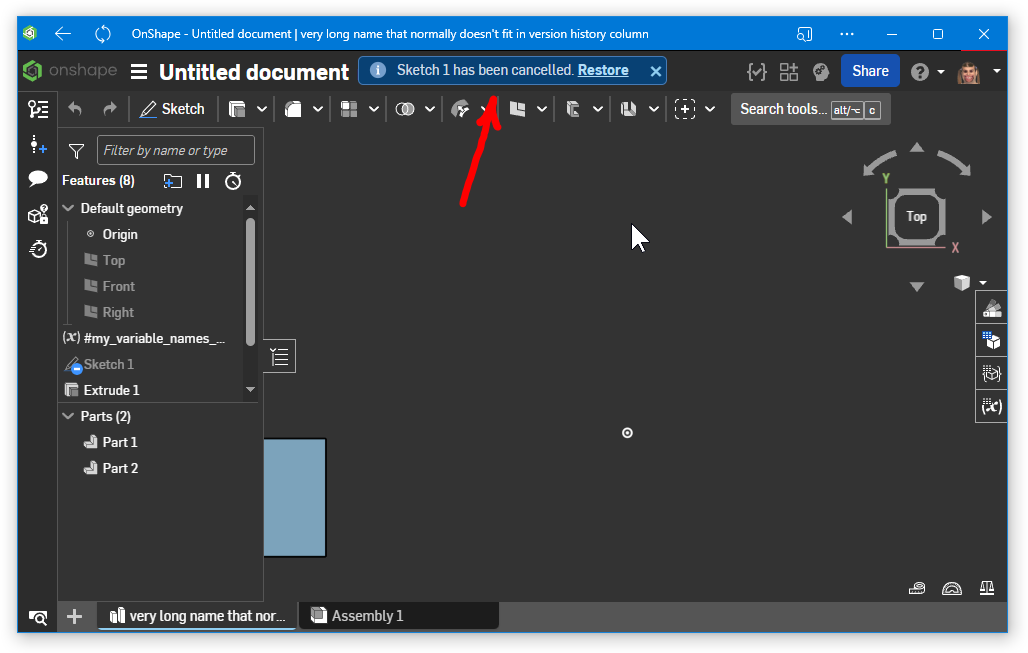 OnShape - Untitled document | very long name that normally doesn't fit in version history column
onshape
Untitled document
Sketch 1 has been cancelled. Restore
Share
Sketch
Search tools... alt/⌥ c
Filter by name or type
Features (8)
Default geometry
Origin
Top
Front
Right
(x) #my_variable_names_...
Sketch 1
Extrude 1
Parts (2)
Part 1
Part 2
Y
Top
X
(x)
very long name that nor...
Assembly 1